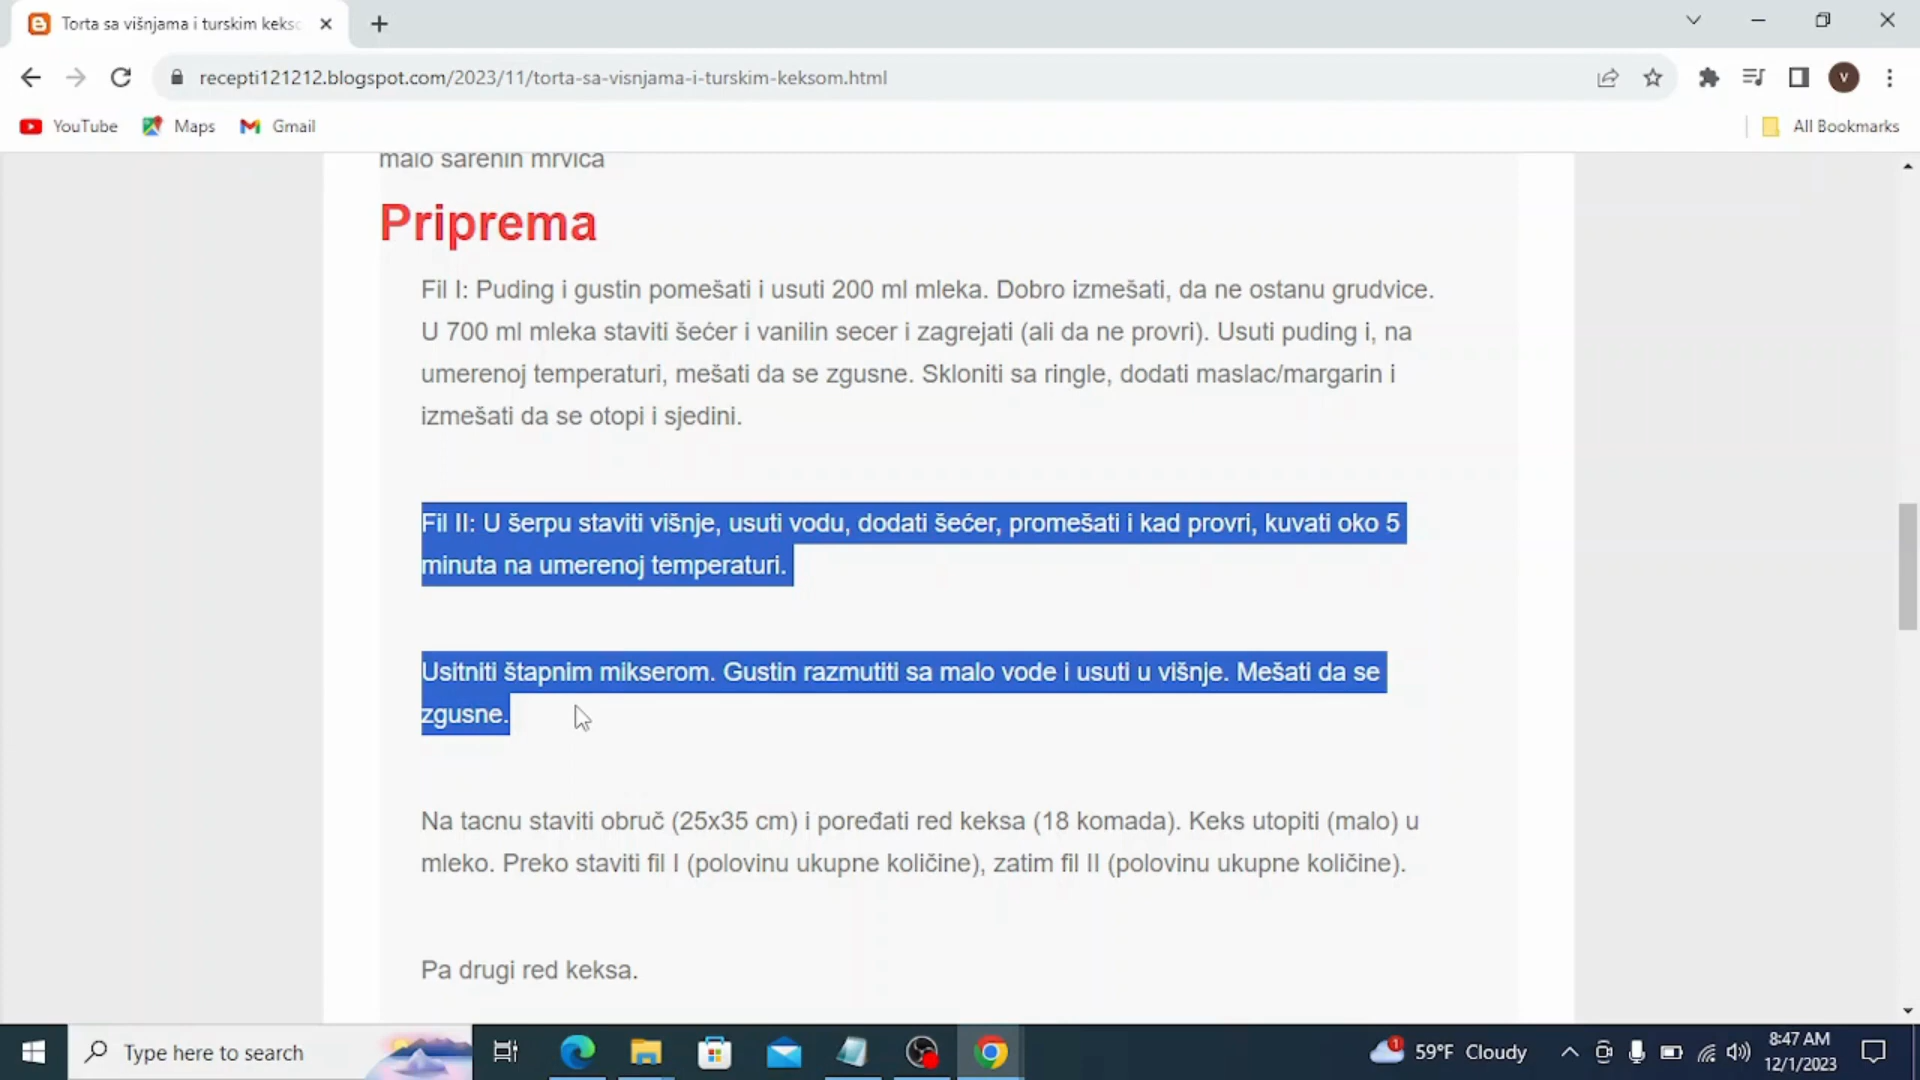 Torta sa višnjama i turskim kekso
recepti121212.blogspot.com/2023/11/torta-sa-visnjama-i-turskim-keksom.html
V
YouTube
Maps
Gmail
All Bookmarks
malo sarenih mrvica
Priprema
Fil I: Puding i gustin pomešati i usuti 200 ml mleka. Dobro izmešati, da ne ostanu grudvice.
U 700 ml mleka staviti šećer i vanilin secer i zagrejati (ali da ne provri). Usuti puding i, na
umerenoj temperaturi, mešati da se zgusne. Skloniti sa ringle, dodati maslac/margarin i
izmešati da se otopi i sjedini.
Fil II: U šerpu staviti višnje, usuti vodu, dodati šećer, promešati i kad provri, kuvati oko 5
minuta na umerenoj temperaturi.
Usitniti štapnim mikserom. Gustin razmutiti sa malo vode i usuti u višnje. Mešati da se
zgusne.
Na tacnu staviti obruč (25x35 cm) i poređati red keksa (18 komada). Keks utopiti (malo) u
mleko. Preko staviti fil I (polovinu ukupne količine), zatim fil II (polovinu ukupne količine).
Pa drugi red keksa.
Type here to search
1
59°F Cloudy
8:47 AM
12/1/2023